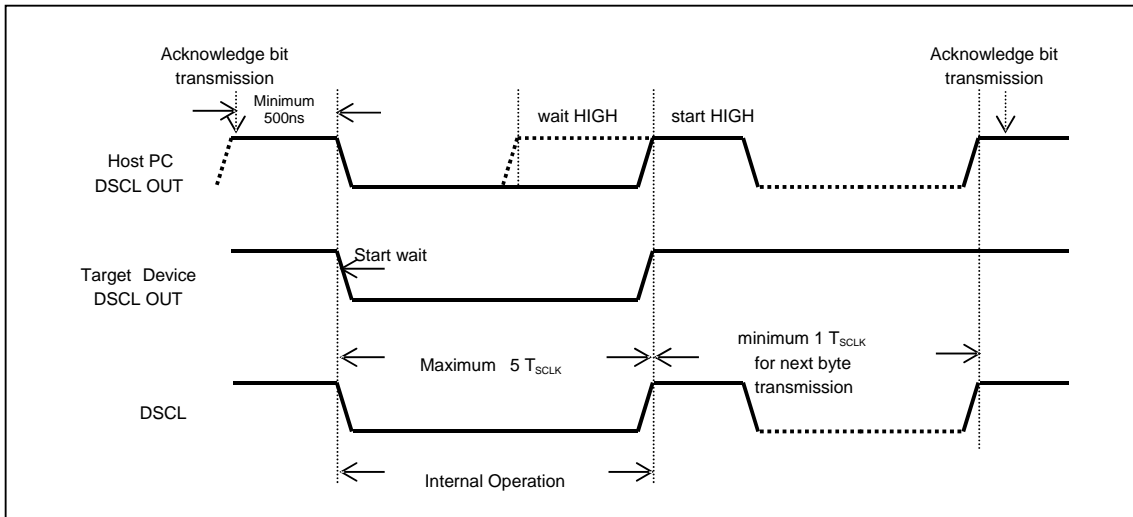 Acknowledge bit
transmission
Acknowledge bit
transmission
Minimum
500ns
wait HIGH
start HIGH
Host PC
DSCL OUT
Start wait
Target Device
DSCL OUT
minimum 1 TSCLK
for next byte
transmission
Maximum 5 TSCLK
DSCL
Internal Operation